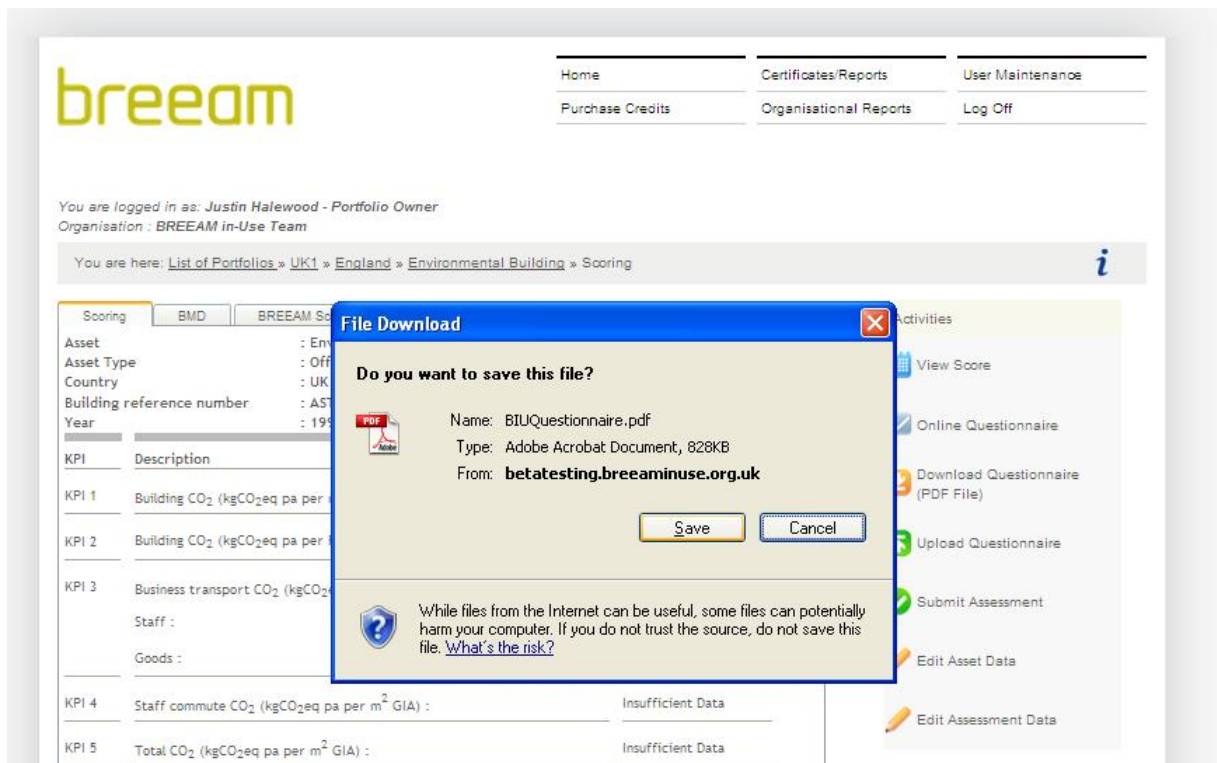 breeam
Home Certificates/Reports User Maintenance
Purchase Credits Organisational Reports Log Off
You are logged in as: Justin Halewood - Portfolio Owner
Organisation : BREEAM in-Use Team
You are here: List of Portfolios » UK1 » England » Environmental Building » Scoring i
Scoring BMD BREEAM
Asset :
Asset Type :
Country : UK
Building reference number :
Year :
KPI Description
KPI 1 Building CO2 (kgCO2eq pa per
KPI 2 Building CO2 (kgCO2eq pa per
KPI 3 Business transport CO2
Staff :
Goods :
KPI 4 Staff commute CO2 (kgCO2eq pa per m2 GIA) : Insufficient Data
KPI 5 Total CO2 (kgCO2eq pa per m2 GIA) : Insufficient Data
File Download
Do you want to save this file?
PDF
Adobe
Name: BIUQuestionnaire.pdf
Type: Adobe Acrobat Document, 828KB
From: betatesting.breeaminuse.org.uk
Save Cancel
While files from the Internet can be useful, some files can potentially
harm your computer. If you do not trust the source, do not save this
file. What's the risk?
Activities
View Score
Online Questionnaire
Download Questionnaire
(PDF File)
Upload Questionnaire
Submit Assessment
Edit Asset Data
Edit Assessment Data